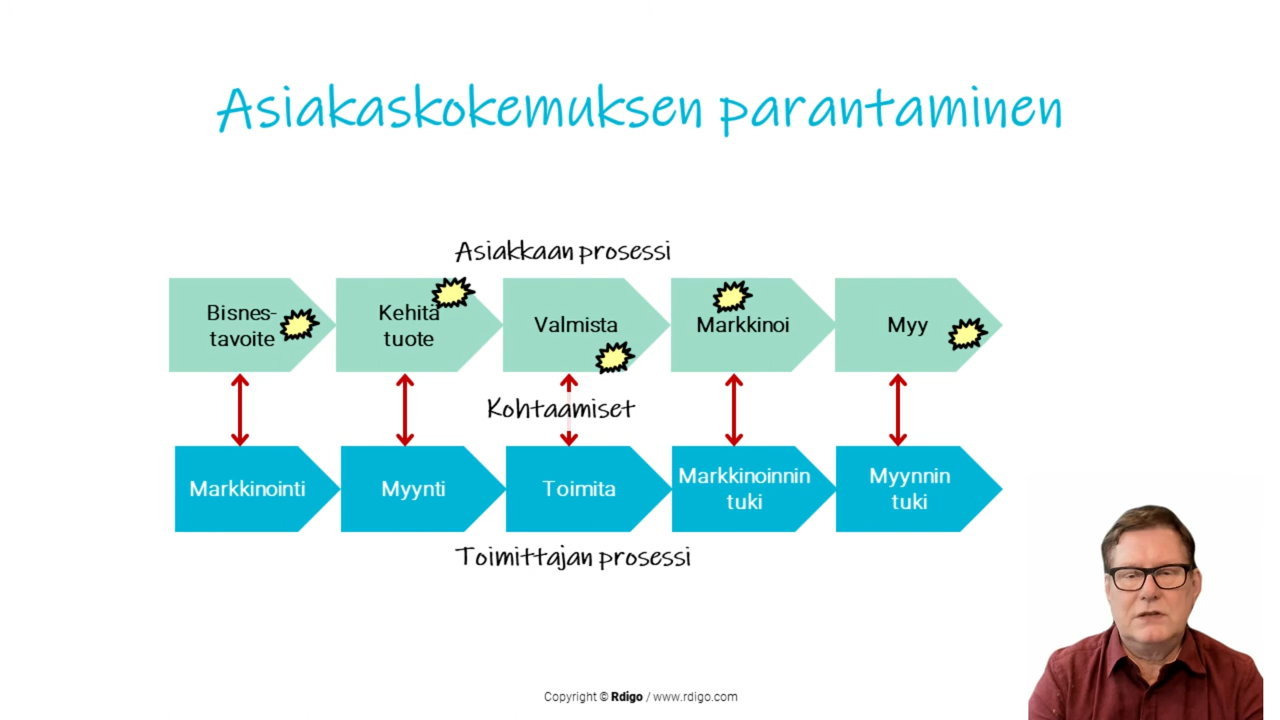 Asiakaskokemuksen parantaminen
Asiakkaan prosessi
Bisnes-
tavoite
Kehitä
tuote
Valmista
Markkinoi
Myy
Kohtaamiset
Markkinointi
Myynti
Toimita
Markkinoinnin
tuki
Myynnin
tuki
Toimittajan prosessi
Copyright © Rdigo / www.rdigo.com